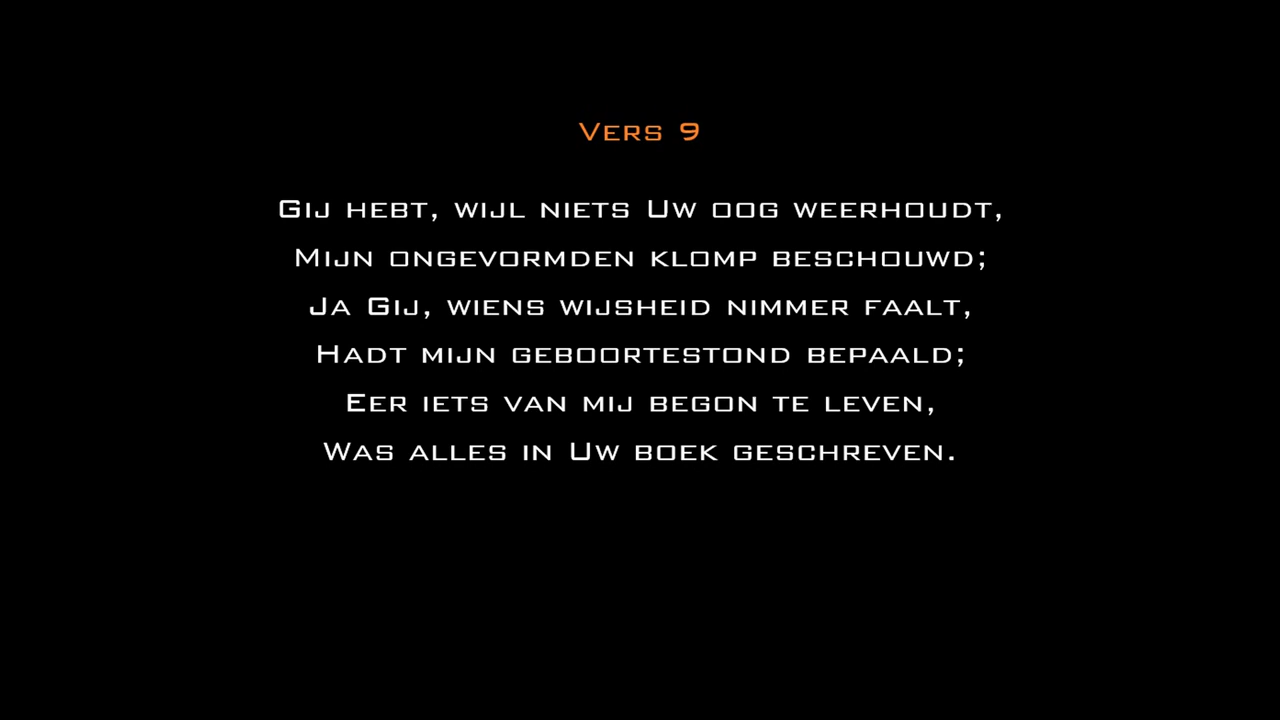 Vers 9
Gij hebt, wijl niets Uw oog weerhoudt,
Mijn ongevormden klomp beschouwd;
Ja Gij, wiens wijsheid nimmer faalt,
Hadt mijn geboortestond bepaald;
Eer iets van mij begon te leven,
Was alles in Uw boek geschreven.